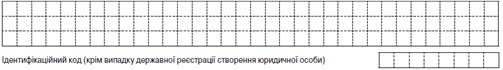 Ідентифікаційний код (крім випадку державної реєстрації створення юридичної особи)